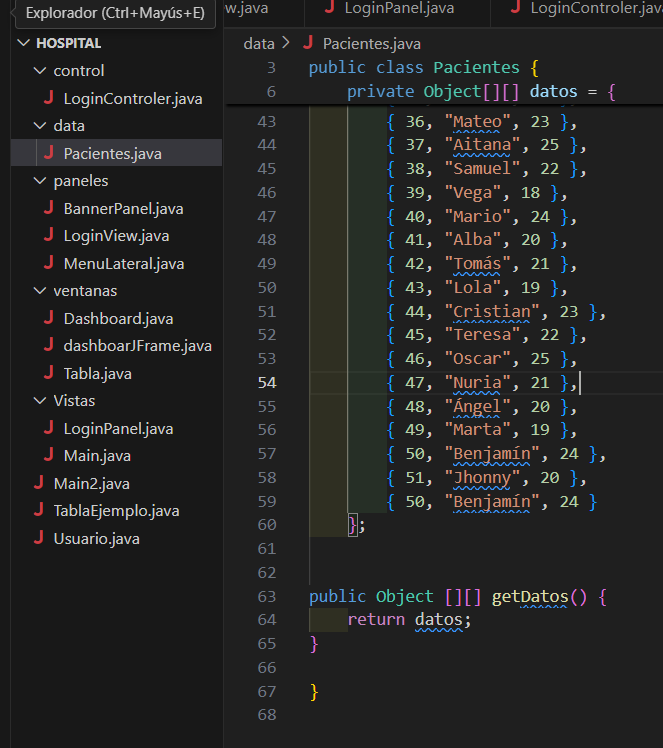 Explorador (Ctrl+Mayús+E)
w.java
LoginPanel.java
LoginControler.java
HOSPITAL
control
LoginControler.java
data
Pacientes.java
paneles
BannerPanel.java
LoginView.java
MenuLateral.java
ventanas
Dashboard.java
dashboarJFrame.java
Tabla.java
Vistas
LoginPanel.java
Main.java
Main2.java
TablaEjemplo.java
Usuario.java
data > Pacientes.java
3 public class Pacientes {
6 private Object[][] datos = {
43 { 36, "Mateo", 23 },
44 { 37, "Aitana", 25 },
45 { 38, "Samuel", 22 },
46 { 39, "Vega", 18 },
47 { 40, "Mario", 24 },
48 { 41, "Alba", 20 },
49 { 42, "Tomás", 21 },
50 { 43, "Lola", 19 },
51 { 44, "Cristian", 23 },
52 { 45, "Teresa", 22 },
53 { 46, "Oscar", 25 },
54 { 47, "Nuria", 21 },
55 { 48, "Ángel", 20 },
56 { 49, "Marta", 19 },
57 { 50, "Benjamín", 24 },
58 { 51, "Jhonny", 20 },
59 { 50, "Benjamín", 24 }
60 };
61
62
63 public Object [][] getDatos() {
64 return datos;
65 }
66
67 }
68